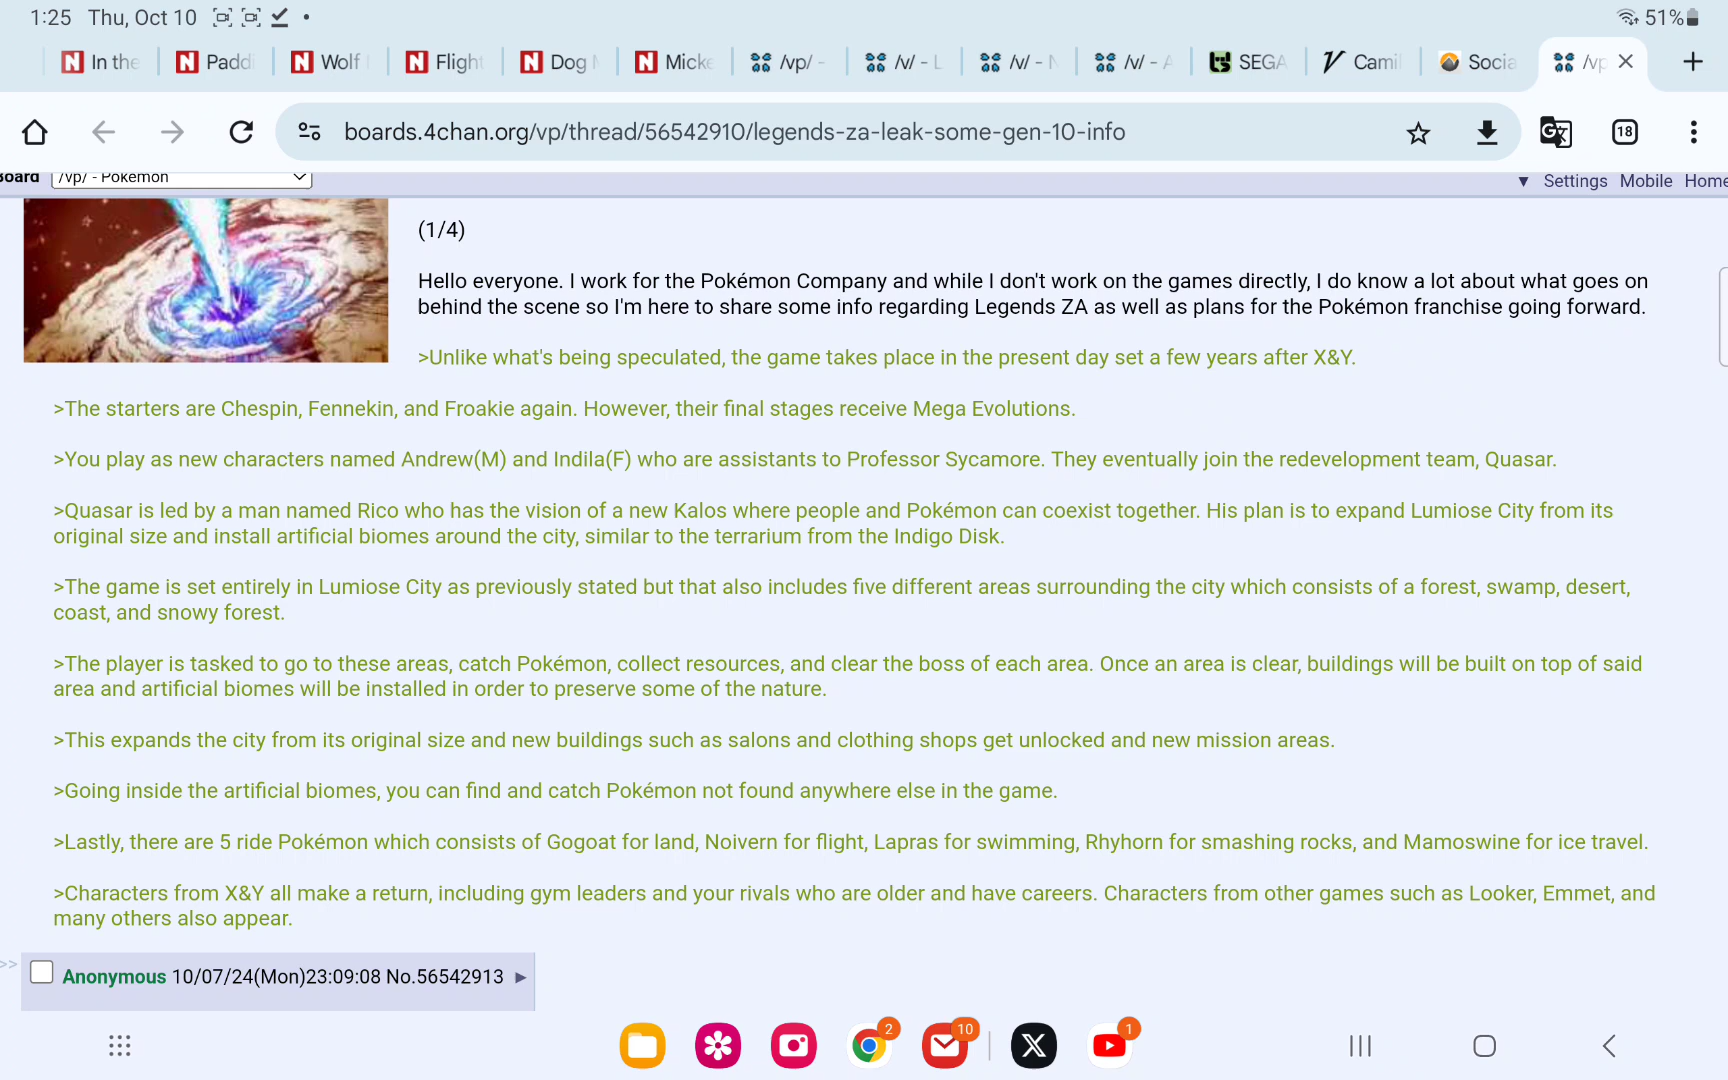 1:25 Thu, Oct 10
51%
In the
Paddi
Wolf
Flight
Dog
Micke
/vp/ -
/v/ - L
/v/ - N
/v/ - A
SEGA
Camil
Socia
/vp
boards.4chan.org/vp/thread/56542910/legends-za-leak-some-gen-10-info
18
Board /vp/ - Pokémon
▼ Settings Mobile Home
(1/4)
Hello everyone. I work for the Pokémon Company and while I don't work on the games directly, I do know a lot about what goes on
behind the scene so I'm here to share some info regarding Legends ZA as well as plans for the Pokémon franchise going forward.
>Unlike what's being speculated, the game takes place in the present day set a few years after X&Y.
>The starters are Chespin, Fennekin, and Froakie again. However, their final stages receive Mega Evolutions.
>You play as new characters named Andrew(M) and Indila(F) who are assistants to Professor Sycamore. They eventually join the redevelopment team, Quasar.
>Quasar is led by a man named Rico who has the vision of a new Kalos where people and Pokémon can coexist together. His plan is to expand Lumiose City from its
original size and install artificial biomes around the city, similar to the terrarium from the Indigo Disk.
>The game is set entirely in Lumiose City as previously stated but that also includes five different areas surrounding the city which consists of a forest, swamp, desert,
coast, and snowy forest.
>The player is tasked to go to these areas, catch Pokémon, collect resources, and clear the boss of each area. Once an area is clear, buildings will be built on top of said
area and artificial biomes will be installed in order to preserve some of the nature.
>This expands the city from its original size and new buildings such as salons and clothing shops get unlocked and new mission areas.
>Going inside the artificial biomes, you can find and catch Pokémon not found anywhere else in the game.
>Lastly, there are 5 ride Pokémon which consists of Gogoat for land, Noivern for flight, Lapras for swimming, Rhyhorn for smashing rocks, and Mamoswine for ice travel.
>Characters from X&Y all make a return, including gym leaders and your rivals who are older and have careers. Characters from other games such as Looker, Emmet, and
many others also appear.
>> Anonymous 10/07/24(Mon)23:09:08 No.56542913 ▶
2
10
1